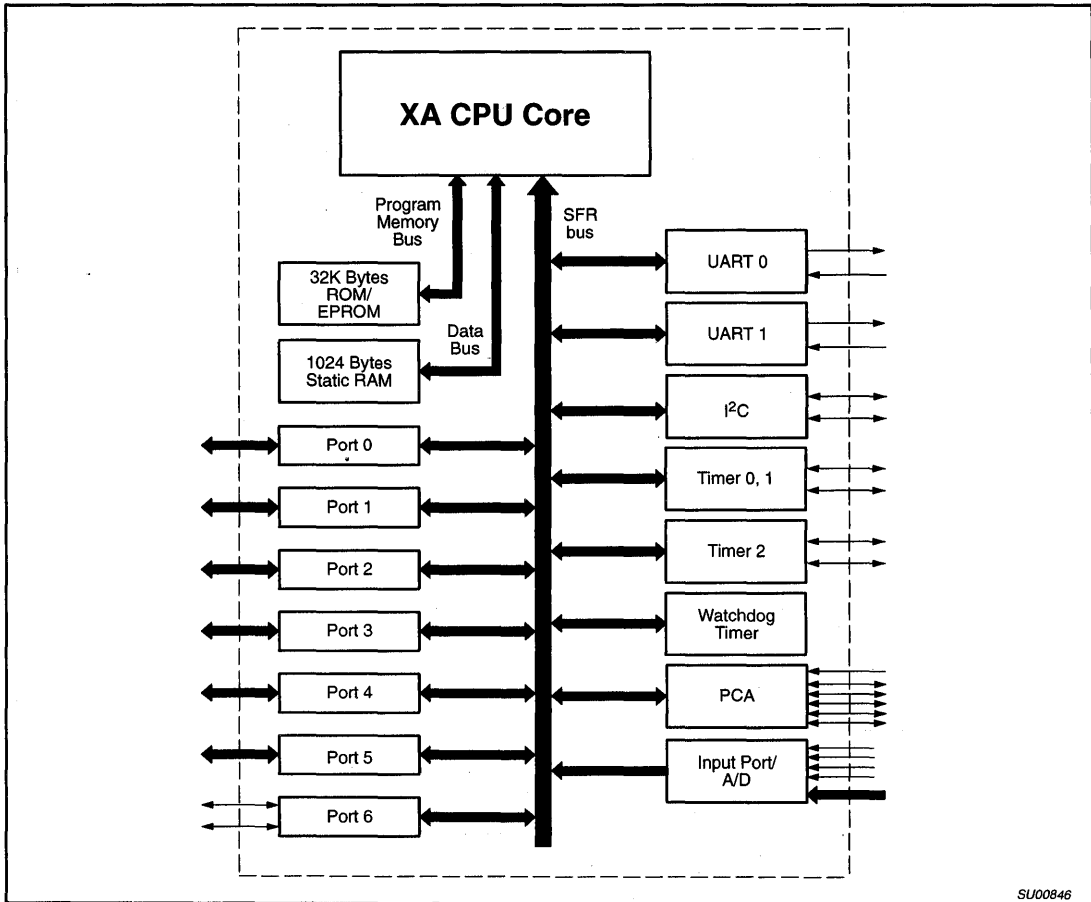 XA CPU Core
Program
Memory
Bus
SFR
bus
32K Bytes
ROM/
EPROM
Data
Bus
1024 Bytes
Static RAM
Port 0
Port 1
Port 2
Port 3
Port 4
Port 5
Port 6
UART 0
UART 1
I²C
Timer 0, 1
Timer 2
Watchdog
Timer
PCA
Input Port/
A/D
SU00846